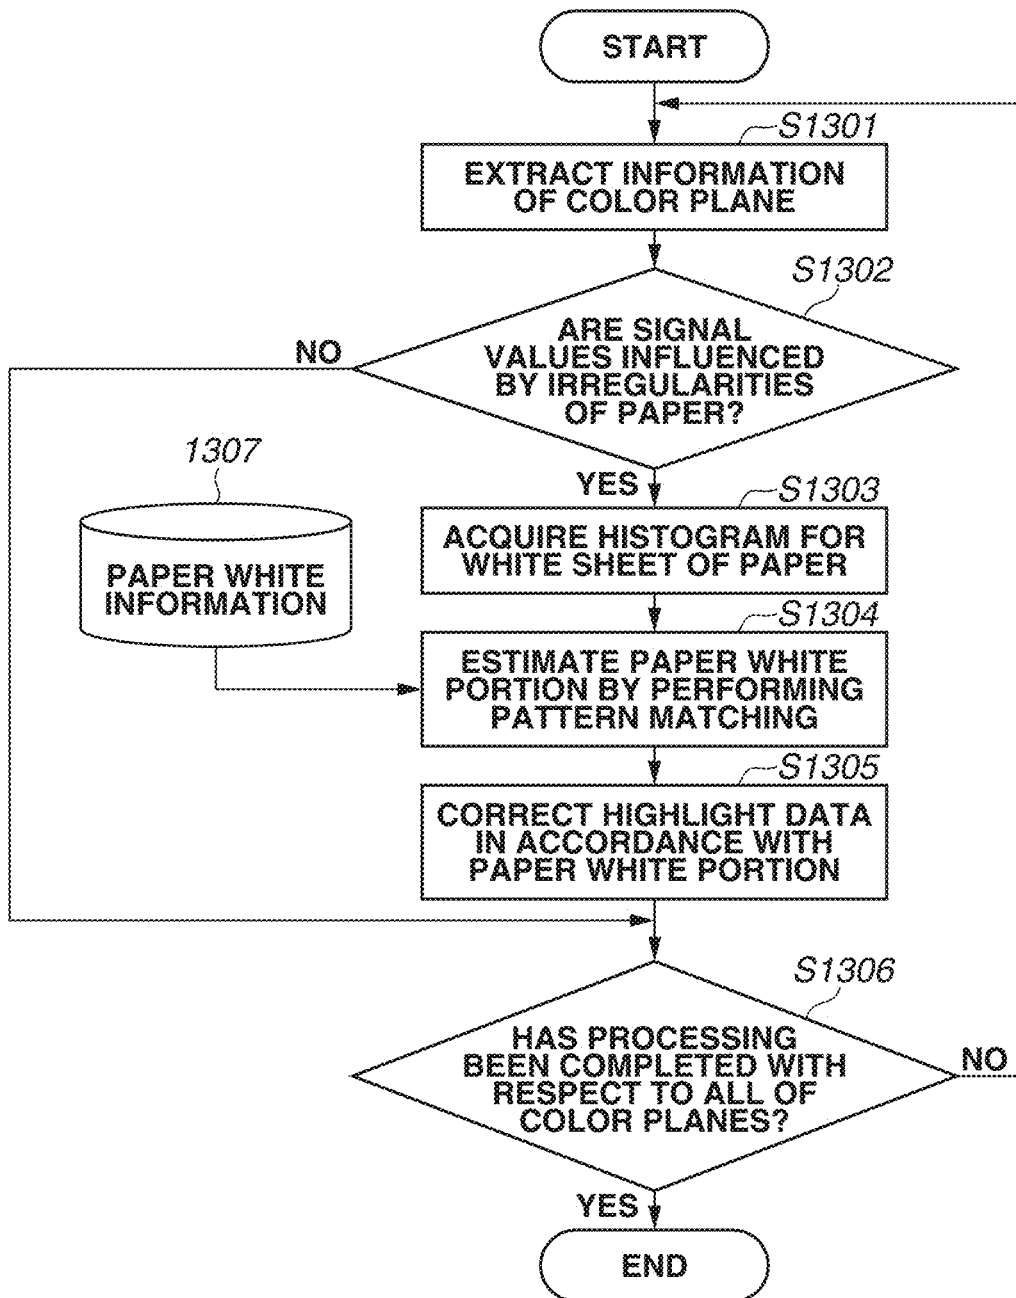 START
S1301
EXTRACT INFORMATION
OF COLOR PLANE
S1302
ARE SIGNAL
VALUES INFLUENCED
BY IRREGULARITIES
OF PAPER?
NO
1307
PAPER WHITE
INFORMATION
YES
S1303
ACQUIRE HISTOGRAM FOR
WHITE SHEET OF PAPER
S1304
ESTIMATE PAPER WHITE
PORTION BY PERFORMING
PATTERN MATCHING
S1305
CORRECT HIGHLIGHT DATA
IN ACCORDANCE WITH
PAPER WHITE PORTION
S1306
HAS PROCESSING
BEEN COMPLETED WITH
RESPECT TO ALL OF
COLOR PLANES?
NO
YES
END